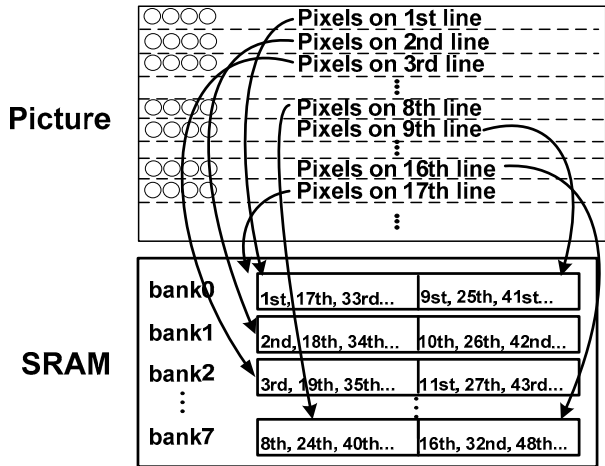 Picture
Pixels on 1st line
Pixels on 2nd line
Pixels on 3rd line
Pixels on 8th line
Pixels on 9th line
Pixels on 16th line
Pixels on 17th line
SRAM
bank0
1st, 17th, 33rd... 9st, 25th, 41st...
bank1
2nd, 18th, 34th... 10th, 26th, 42nd...
bank2
3rd, 19th, 35th... 11st, 27th, 43rd...
bank7
8th, 24th, 40th... 16th, 32nd, 48th...